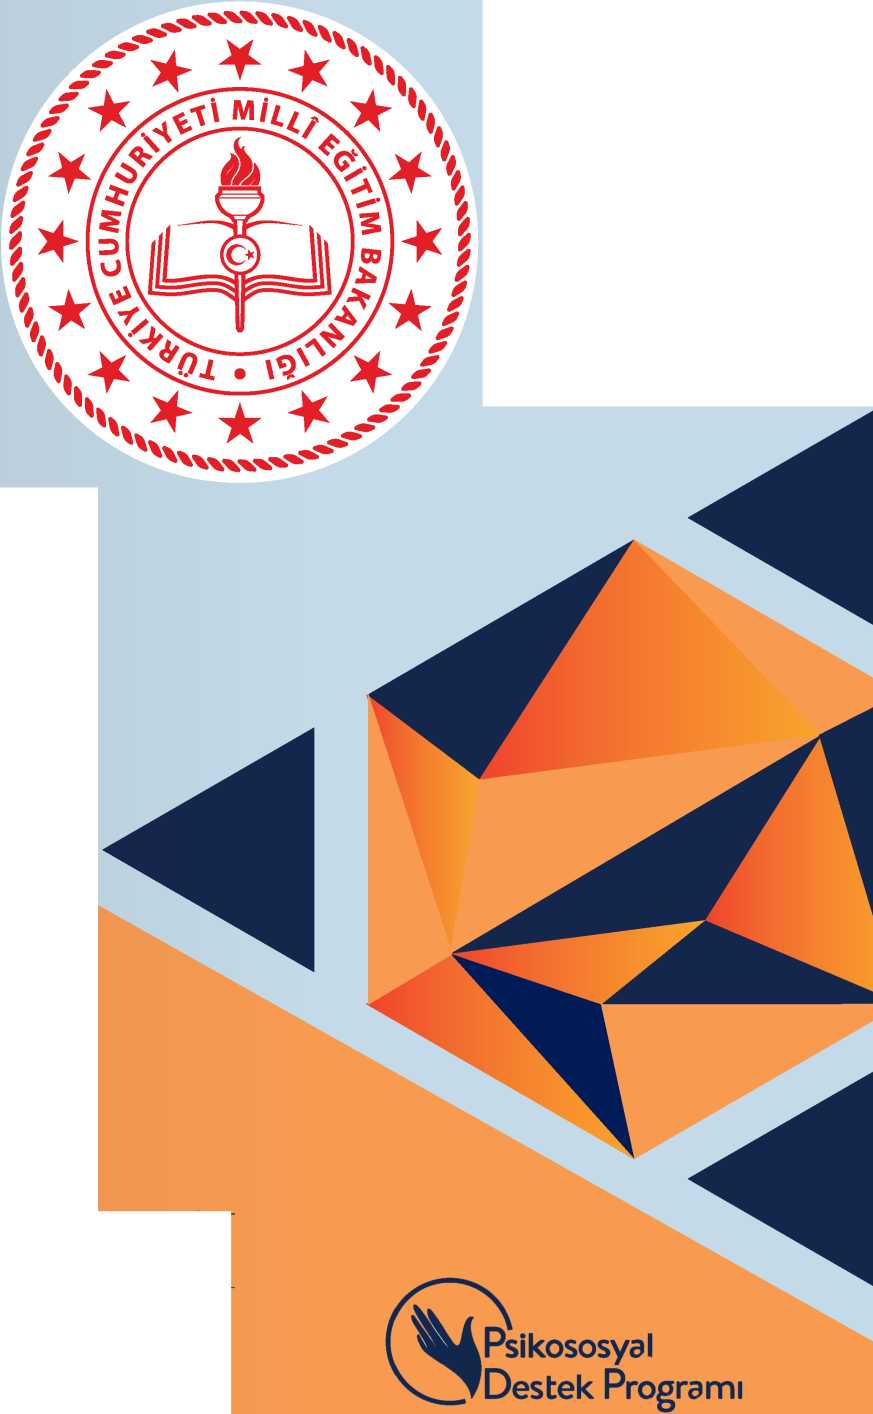 TÜRKİYE CUMHURİYETİ MİLLÎ EĞİTİM BAKANLIĞI
Psikososyal
Destek Programı